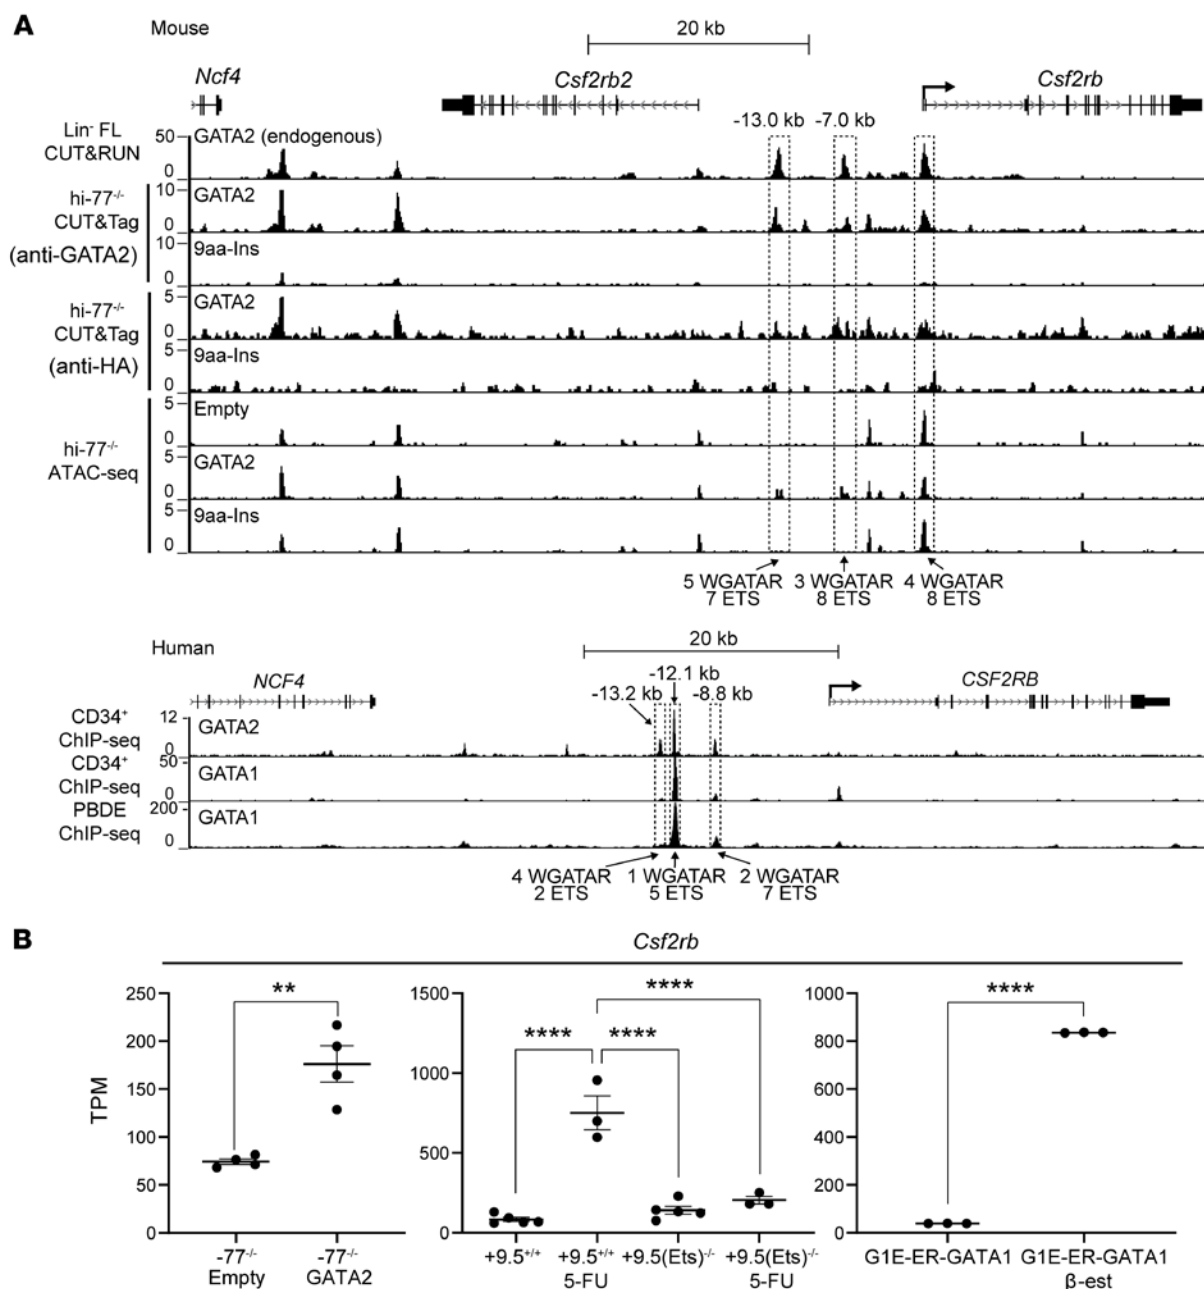 A
Mouse
20 kb
Ncf4
Csf2rb2
Csf2rb
-13.0 kb
-7.0 kb
Lin- FL
CUT&RUN
50
0
GATA2 (endogenous)
hi-77-/-
CUT&Tag
(anti-GATA2)
10
0
GATA2
10
0
9aa-Ins
hi-77-/-
CUT&Tag
(anti-HA)
5
0
GATA2
5
0
9aa-Ins
hi-77-/-
ATAC-seq
5
0
Empty
5
0
GATA2
5
0
9aa-Ins
5 WGATAR
7 ETS
3 WGATAR
8 ETS
4 WGATAR
8 ETS
Human
20 kb
NCF4
CSF2RB
-12.1 kb
-13.2 kb
-8.8 kb
CD34+
ChIP-seq
12
0
GATA2
CD34+
ChIP-seq
50
0
GATA1
PBDE
ChIP-seq
200
0
GATA1
4 WGATAR
2 ETS
1 WGATAR
5 ETS
2 WGATAR
7 ETS
B
Csf2rb
TPM
250
200
150
100
50
0
**
-77-/-
Empty
-77-/-
GATA2
1500
1000
500
0
****
****
****
+9.5+/+
+9.5+/+
5-FU
+9.5(Ets)-/-
+9.5(Ets)-/-
5-FU
1000
800
600
400
200
0
****
G1E-ER-GATA1
G1E-ER-GATA1
β-est